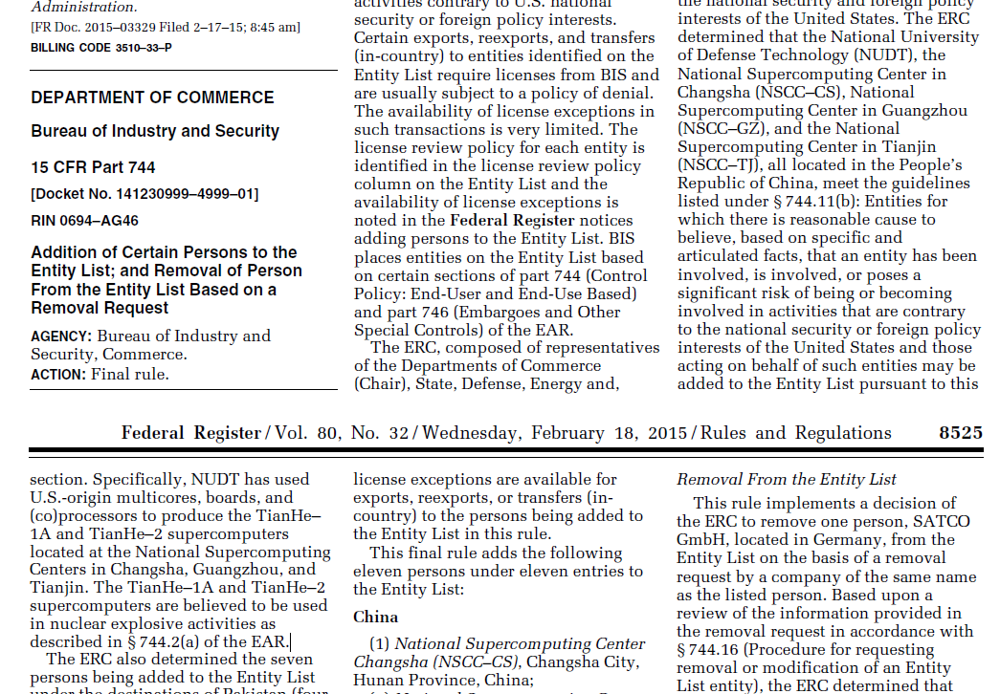 Administration.
[FR Doc. 2015–03329 Filed 2–17–15; 8:45 am]
BILLING CODE 3510–33–P
DEPARTMENT OF COMMERCE
Bureau of Industry and Security
15 CFR Part 744
[Docket No. 141230999–4999–01]
RIN 0694–AG46
Addition of Certain Persons to the
Entity List; and Removal of Person
From the Entity List Based on a
Removal Request
AGENCY: Bureau of Industry and
Security, Commerce.
ACTION: Final rule.
activities contrary to U.S. national
security or foreign policy interests.
Certain exports, reexports, and transfers
(in-country) to entities identified on the
Entity List require licenses from BIS and
are usually subject to a policy of denial.
The availability of license exceptions in
such transactions is very limited. The
license review policy for each entity is
identified in the license review policy
column on the Entity List and the
availability of license exceptions is
noted in the Federal Register notices
adding persons to the Entity List. BIS
places entities on the Entity List based
on certain sections of part 744 (Control
Policy: End-User and End-Use Based)
and part 746 (Embargoes and Other
Special Controls) of the EAR.
The ERC, composed of representatives
of the Departments of Commerce
(Chair), State, Defense, Energy and,
the national security and foreign policy
interests of the United States. The ERC
determined that the National University
of Defense Technology (NUDT), the
National Supercomputing Center in
Changsha (NSCC–CS), National
Supercomputing Center in Guangzhou
(NSCC–GZ), and the National
Supercomputing Center in Tianjin
(NSCC–TJ), all located in the People's
Republic of China, meet the guidelines
listed under § 744.11(b): Entities for
which there is reasonable cause to
believe, based on specific and
articulated facts, that an entity has been
involved, is involved, or poses a
significant risk of being or becoming
involved in activities that are contrary
to the national security or foreign policy
interests of the United States and those
acting on behalf of such entities may be
added to the Entity List pursuant to this
Federal Register / Vol. 80, No. 32 / Wednesday, February 18, 2015 / Rules and Regulations 8525
section. Specifically, NUDT has used
U.S.-origin multicores, boards, and
(co)processors to produce the TianHe–
1A and TianHe–2 supercomputers
located at the National Supercomputing
Centers in Changsha, Guangzhou, and
Tianjin. The TianHe–1A and TianHe–2
supercomputers are believed to be used
in nuclear explosive activities as
described in § 744.2(a) of the EAR.
The ERC also determined the seven
persons being added to the Entity List
under the destinations of Pakistan (four
license exceptions are available for
exports, reexports, or transfers (in-
country) to the persons being added to
the Entity List in this rule.
This final rule adds the following
eleven persons under eleven entries to
the Entity List:
China
(1) National Supercomputing Center
Changsha (NSCC–CS), Changsha City,
Hunan Province, China;
Removal From the Entity List
This rule implements a decision of
the ERC to remove one person, SATCO
GmbH, located in Germany, from the
Entity List on the basis of a removal
request by a company of the same name
as the listed person. Based upon a
review of the information provided in
the removal request in accordance with
§ 744.16 (Procedure for requesting
removal or modification of an Entity
List entity), the ERC determined that